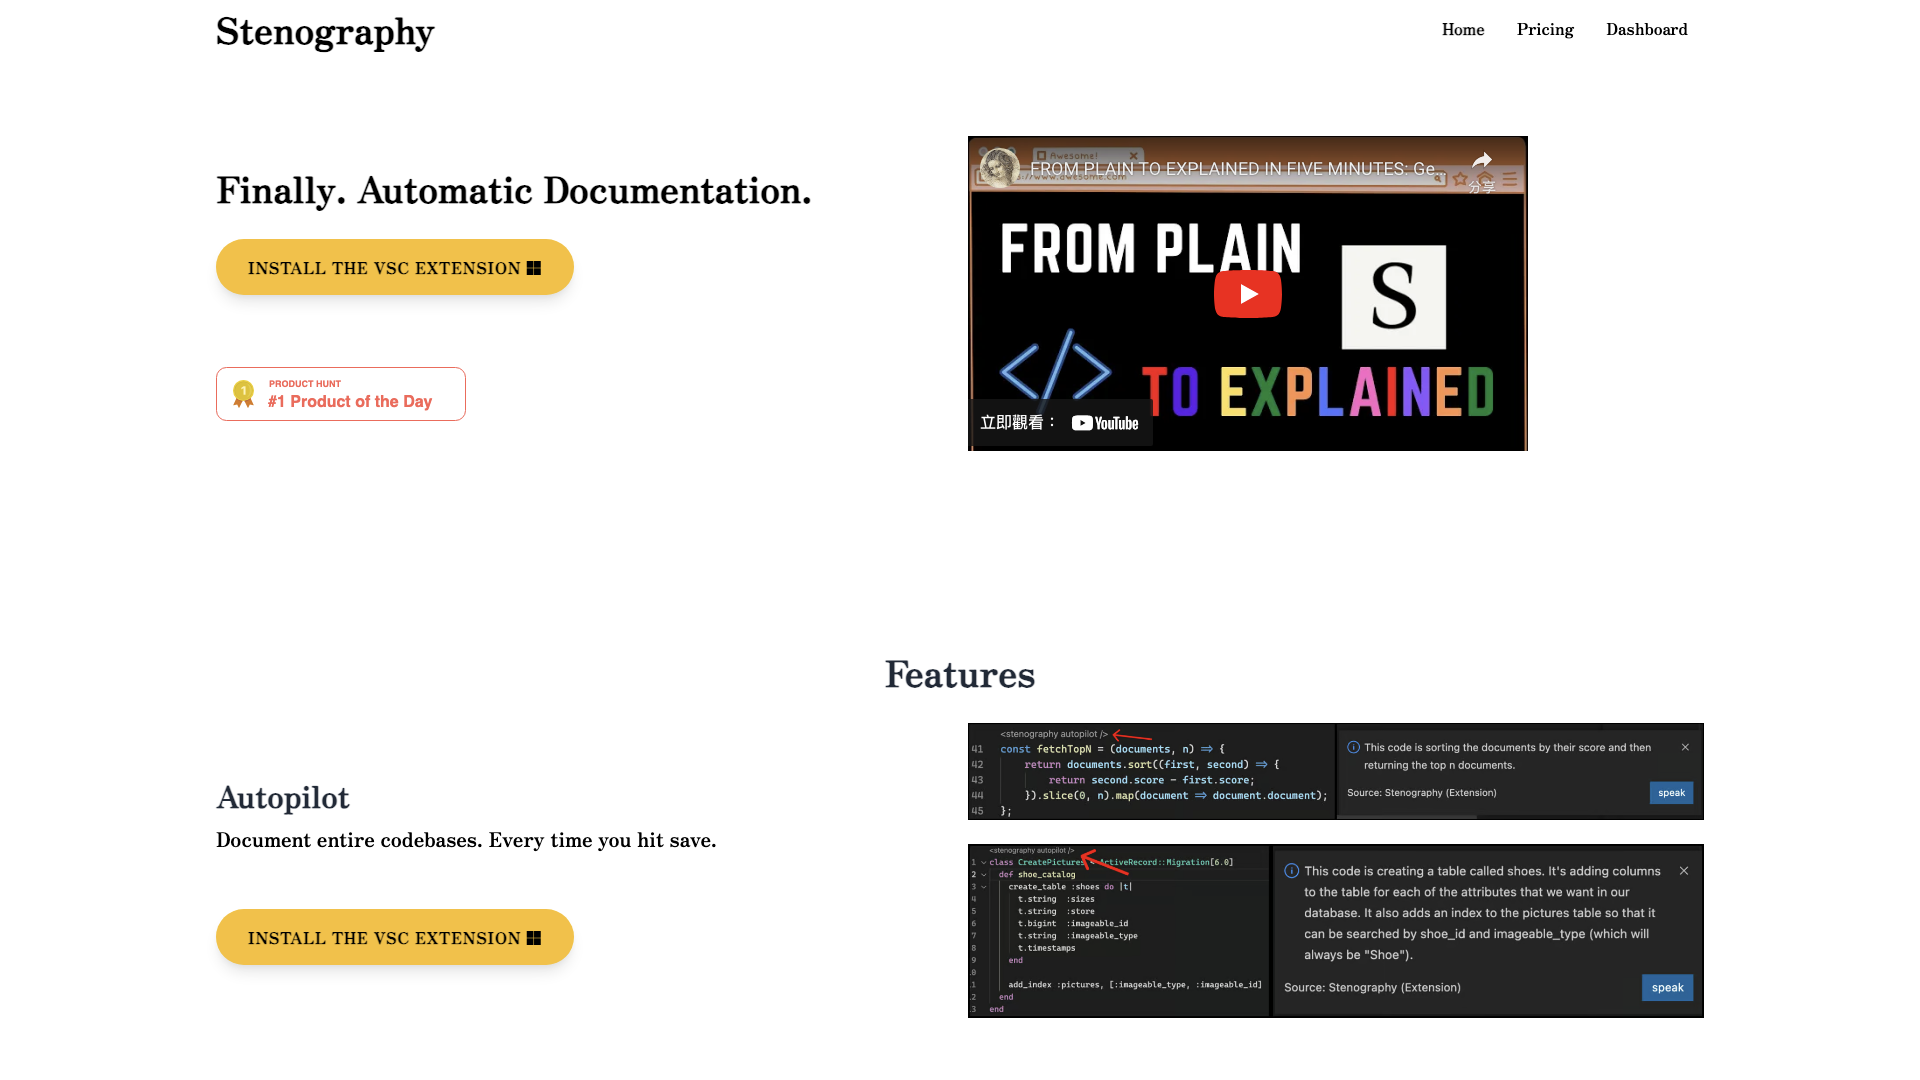 Stenography
Home
Pricing
Dashboard
Finally. Automatic Documentation.
INSTALL THE VSC EXTENSION
PRODUCT HUNT
#1 Product of the Day
1
Awesome!
www.awesome.com
FROM PLAIN TO EXPLAINED IN FIVE MINUTES: Ge...
分享
FROM PLAIN
S
</>
TO EXPLAINED
立即觀看：
YouTube
Features
Autopilot
Document entire codebases. Every time you hit save.
INSTALL THE VSC EXTENSION
<stenography autopilot />
41 const fetchTopN = (documents, n) ⇒ {
42 return documents.sort((first, second) ⇒ {
43 return second.score - first.score;
44 }).slice(0, n).map(document ⇒ document.document);
45 };
This code is sorting the documents by their score and then
returning the top n documents.
Source: Stenography (Extension)
speak
<stenography autopilot />
1 class CreatePictures < ActiveRecord::Migration[6.0]
2 def shoe_catalog
3 create_table :shoes do |t|
4 t.string :sizes
5 t.string :store
6 t.bigint :imageable_id
7 t.string :imageable_type
8 t.timestamps
9 end
10
11 add_index :pictures, [:imageable_type, :imageable_id]
12 end
13 end
This code is creating a table called shoes. It's adding columns
to the table for each of the attributes that we want in our
database. It also adds an index to the pictures table so that it
can be searched by shoe_id and imageable_type (which will
always be "Shoe").
Source: Stenography (Extension)
speak